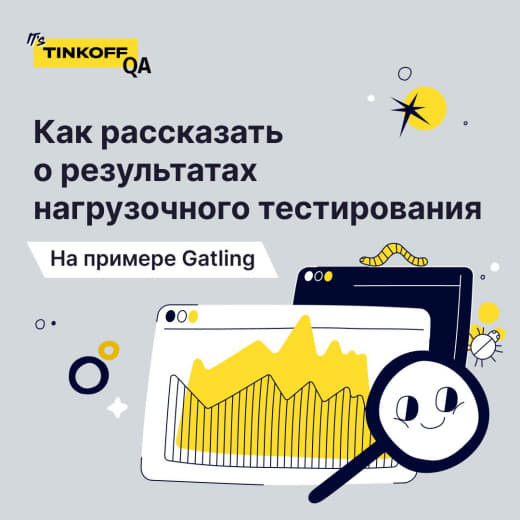 IT'S
TINKOFF
QA
Как рассказать
о результатах
нагрузочного тестирования
На примере Gatling